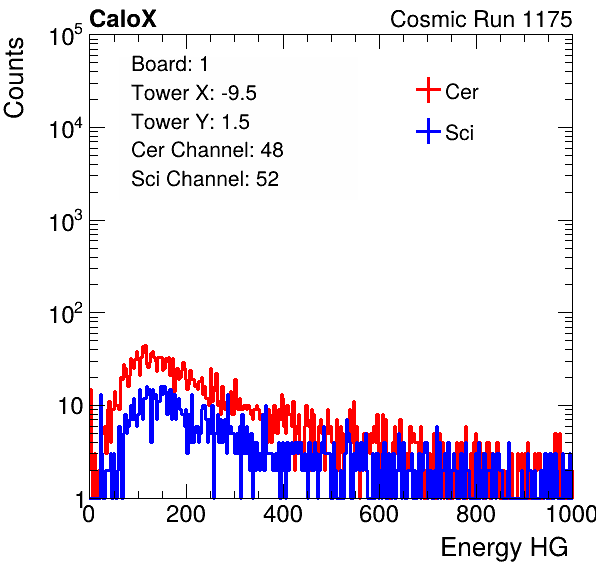 CaloX Cosmic Run 1175
Counts
10^5
10^4
10^3
10^2
10
1
Board: 1
Tower X: -9.5
Tower Y: 1.5
Cer Channel: 48
Sci Channel: 52
Cer
Sci
0 200 400 600 800 1000
Energy HG